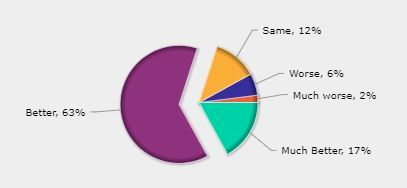 Same, 12%
Worse, 6%
Much worse, 2%
Better, 63%
Much Better, 17%